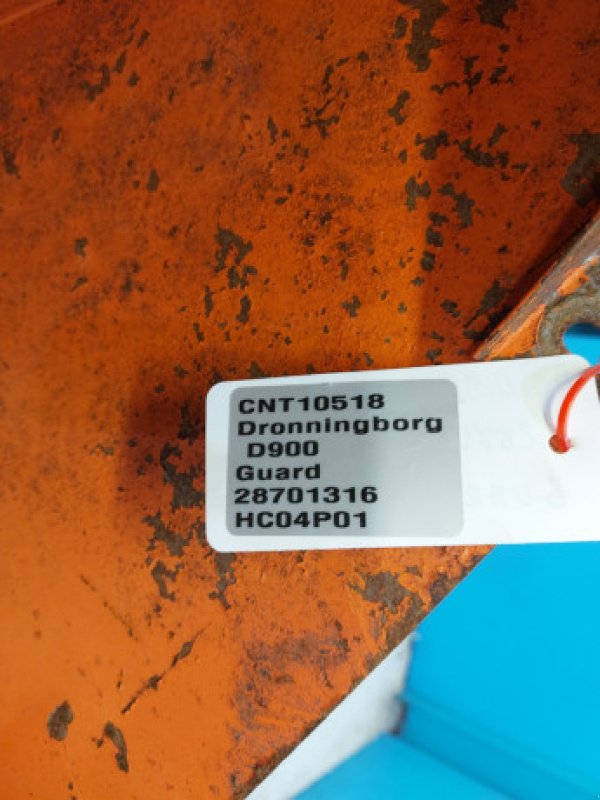 CNT10518
Dronningborg
D900
Guard
28701316
HC04P01